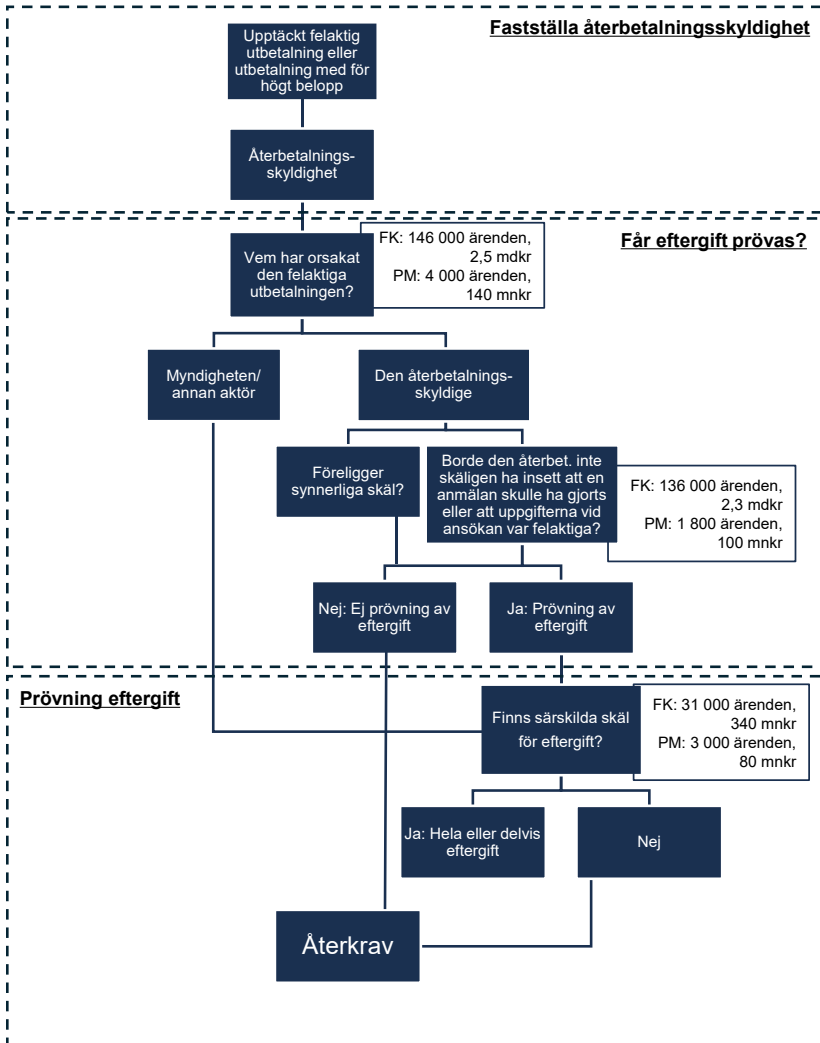 Fastställa återbetalningsskyldighet
Upptäckt felaktig
utbetalning eller
utbetalning med för
högt belopp
Återbetalnings-
skyldighet
Får eftergift prövas?
Vem har orsakat
den felaktiga
utbetalningen?
FK: 146 000 ärenden,
2,5 mdkr
PM: 4 000 ärenden,
140 mnkr
Myndigheten/
annan aktör
Den återbetalnings-
skyldige
Föreligger
synnerliga skäl?
Borde den återbet. inte
skäligen ha insett att en
anmälan skulle ha gjorts
eller att uppgifterna vid
ansökan var felaktiga?
FK: 136 000 ärenden,
2,3 mdkr
PM: 1 800 ärenden,
100 mnkr
Nej: Ej prövning av
eftergift
Ja: Prövning av
eftergift
Prövning eftergift
Finns särskilda skäl
för eftergift?
FK: 31 000 ärenden,
340 mnkr
PM: 3 000 ärenden,
80 mnkr
Ja: Hela eller delvis
eftergift
Nej
Återkrav